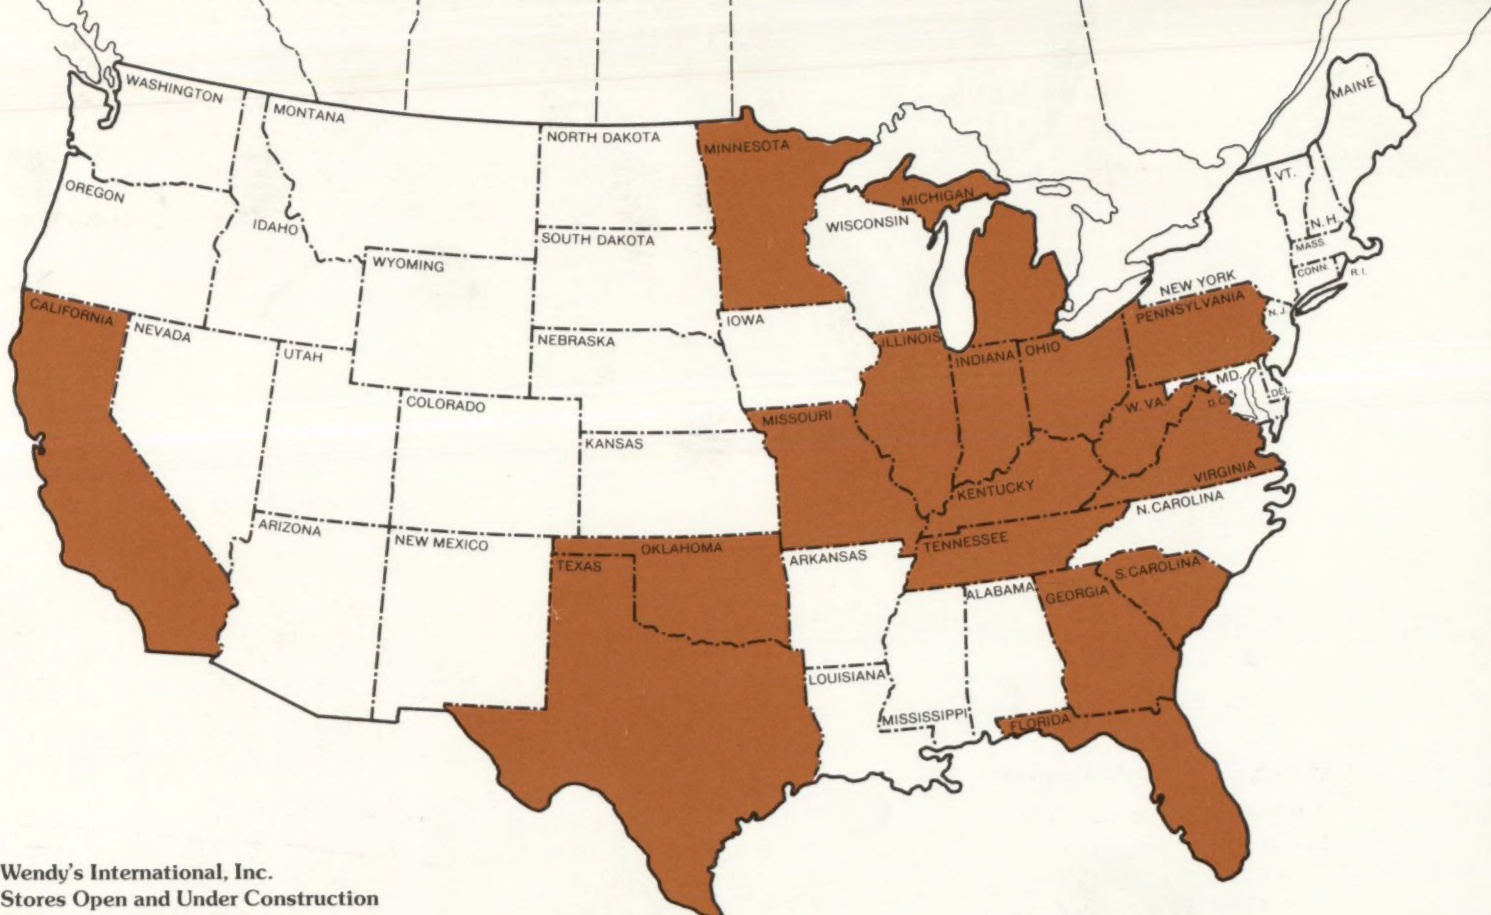 WASHINGTON
MONTANA
NORTH DAKOTA
MINNESOTA
MAINE
OREGON
IDAHO
SOUTH DAKOTA
WISCONSIN
MICHIGAN
VT.
N.H.
MASS.
CONN.
R.I.
WYOMING
NEW YORK
CALIFORNIA
NEVADA
UTAH
NEBRASKA
IOWA
ILLINOIS
INDIANA
OHIO
PENNSYLVANIA
N.J.
COLORADO
KANSAS
MISSOURI
W. VA.
MD.
D.C.
DEL.
KENTUCKY
VIRGINIA
ARIZONA
NEW MEXICO
OKLAHOMA
TEXAS
ARKANSAS
TENNESSEE
N. CAROLINA
S. CAROLINA
ALABAMA
GEORGIA
LOUISIANA
MISSISSIPPI
FLORIDA
Wendy's International, Inc.
Stores Open and Under Construction